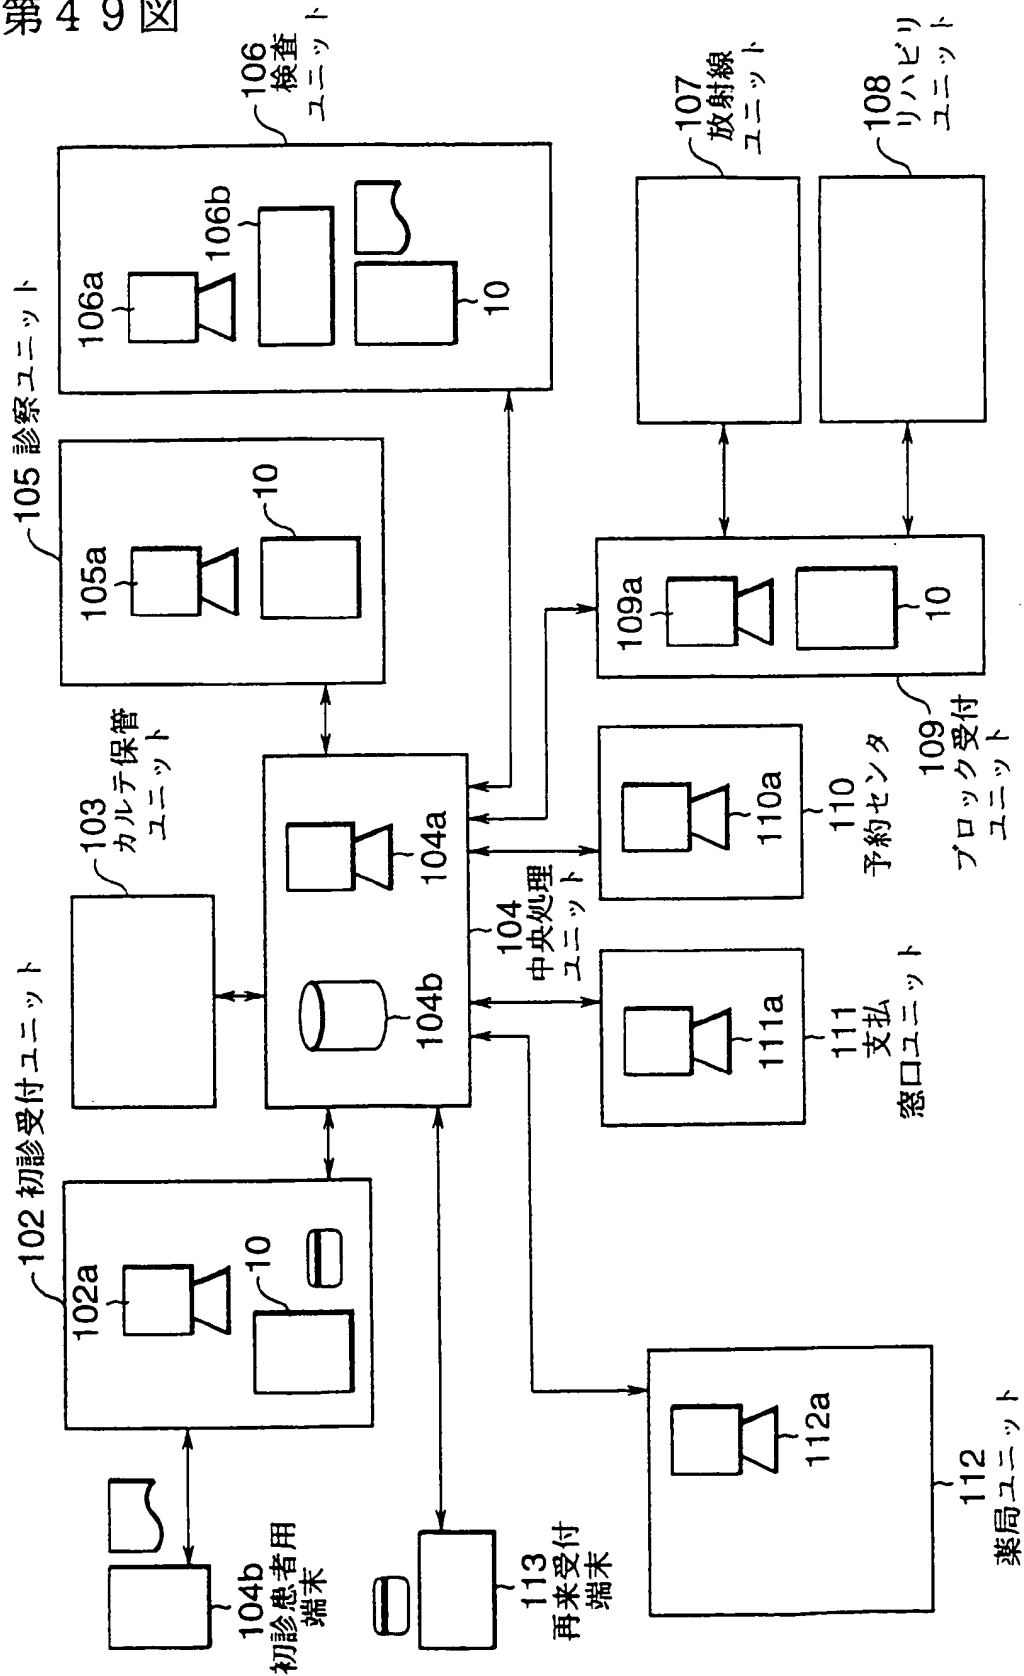 第49図
104b
初診患者用
端末
102 初診受付ユニット
102a
10
103
カルテ保管
ユニット
105 診察ユニット
105a
10
106
検査
ユニット
106a
106b
10
113
再来受付
端末
104b
104a
104
中央処理
ユニット
112a
112
薬局ユニット
111a
111
支払
窓口ユニット
110a
110
予約センタ
109a
10
109
ブロック受付
ユニット
107
放射線
ユニット
108
リハビリ
ユニット